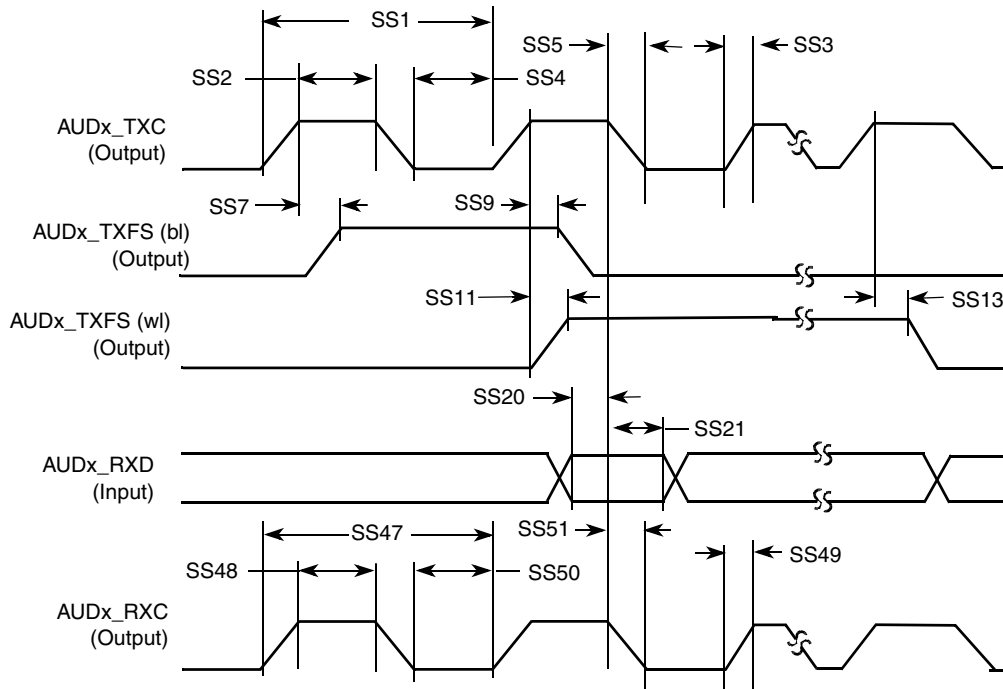 SS1
SS5
SS3
SS2
SS4
AUDx_TXC
(Output)
SS7
SS9
AUDx_TXFS (bl)
(Output)
SS11
SS13
AUDx_TXFS (wl)
(Output)
SS20
SS21
AUDx_RXD
(Input)
SS47
SS51
SS49
SS48
SS50
AUDx_RXC
(Output)